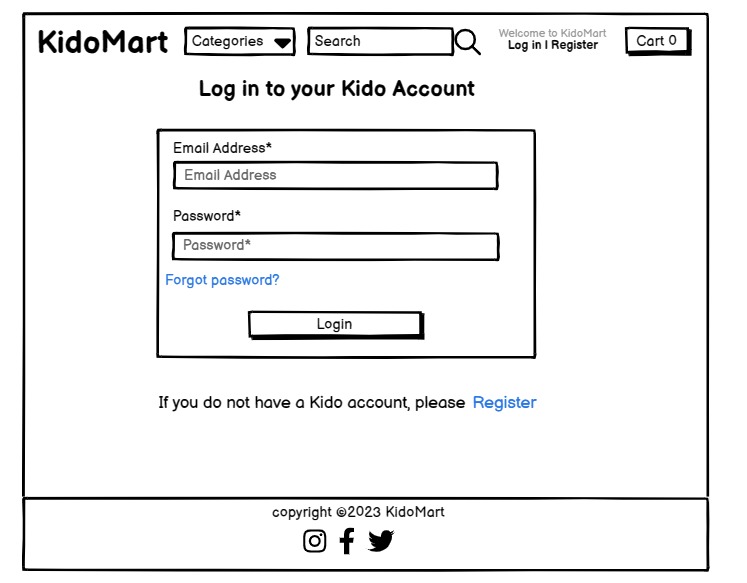 KidoMart
Categories
Search
Welcome to KidoMart
Log in | Register
Cart 0
Log in to your Kido Account
Email Address*
Email Address
Password*
Password*
Forgot password?
Login
If you do not have a Kido account, please Register
copyright ©2023 KidoMart